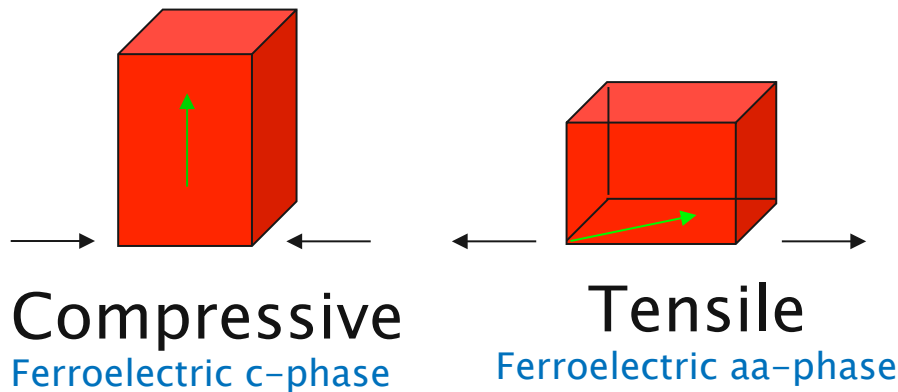 Compressive
Ferroelectric c-phase
Tensile
Ferroelectric aa-phase